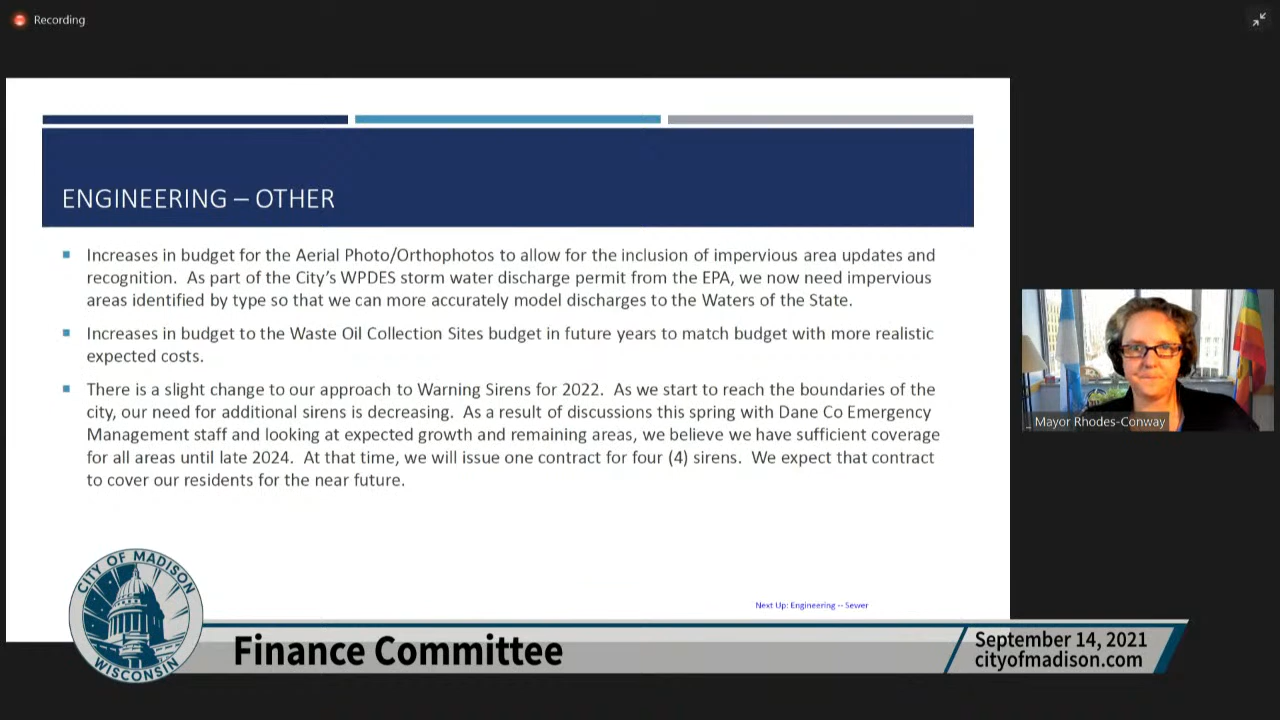 Recording
ENGINEERING – OTHER
Increases in budget for the Aerial Photo/Orthophotos to allow for the inclusion of impervious area updates and
recognition. As part of the City's WPDES storm water discharge permit from the EPA, we now need impervious
areas identified by type so that we can more accurately model discharges to the Waters of the State.
Increases in budget to the Waste Oil Collection Sites budget in future years to match budget with more realistic
expected costs.
There is a slight change to our approach to Warning Sirens for 2022. As we start to reach the boundaries of the
city, our need for additional sirens is decreasing. As a result of discussions this spring with Dane Co Emergency
Management staff and looking at expected growth and remaining areas, we believe we have sufficient coverage
for all areas until late 2024. At that time, we will issue one contract for four (4) sirens. We expect that contract
to cover our residents for the near future.
Mayor Rhodes-Conway
Next Up: Engineering -- Sewer
CITY OF MADISON
WISCONSIN
Finance Committee
September 14, 2021
cityofmadison.com